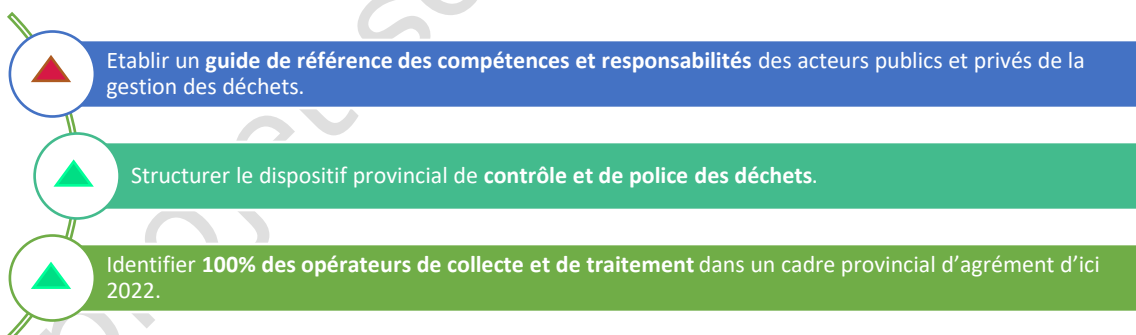 Etablir un guide de référence des compétences et responsabilités des acteurs publics et privés de la
gestion des déchets.
Structurer le dispositif provincial de contrôle et de police des déchets.
Identifier 100% des opérateurs de collecte et de traitement dans un cadre provincial d’agrément d’ici
2022.